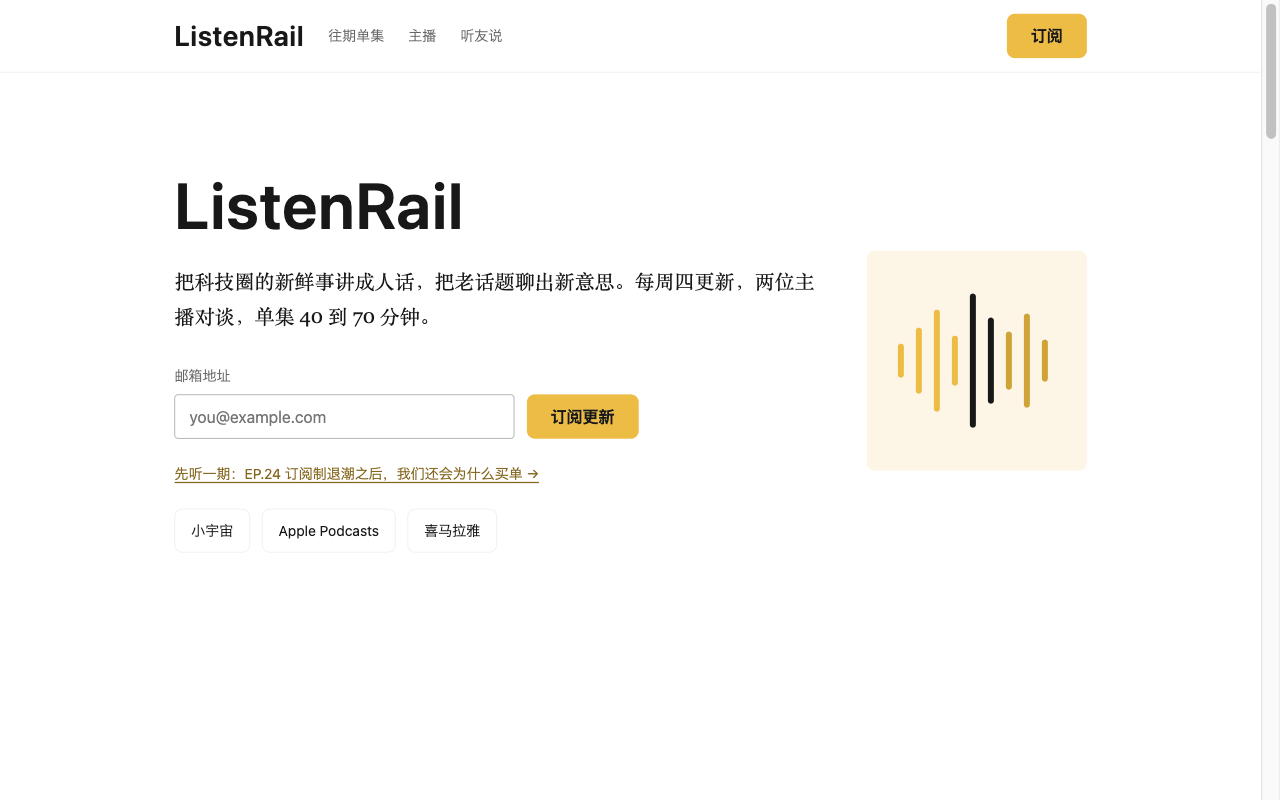 ListenRail
往期单集
主播
听友说
订阅
ListenRail
把科技圈的新鲜事讲成人话，把老话题聊出新意思。每周四更新，两位主
播对谈，单集 40 到 70 分钟。
邮箱地址
you@example.com
订阅更新
先听一期：EP.24 订阅制退潮之后，我们还会为什么买单 →
小宇宙
Apple Podcasts
喜马拉雅